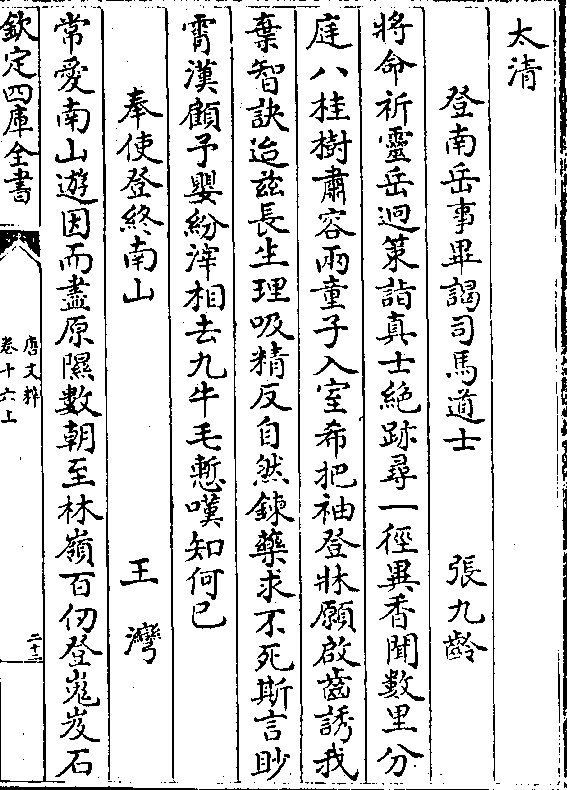 太清
登南岳事畢謁司馬道士 張九齡
將命祈靈岳迥策詣真士絶跡尋一徑異香聞數里分
庭八桂樹肅容兩童子入室希把袖登牀願啟齒誘我
棄智訣迨兹長生理吸精反自然鍊藥求不死斯言眇
霄漢顧予嬰紛滓相去九牛毛慙嘆知何已
奉使登終南山 王灣
常愛南山遊因而盡原隰數朝至林嶺百仞登嵬岌石
欽定四庫全書
唐文粹
卷十六上
二十二